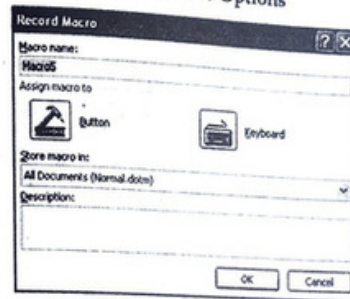 Options
Record Macro
Macro name:
Macro5
Assign macro to
Button
Keyboard
Store macro in:
All Documents (Normal.dotm)
Description:
OK
Cancel